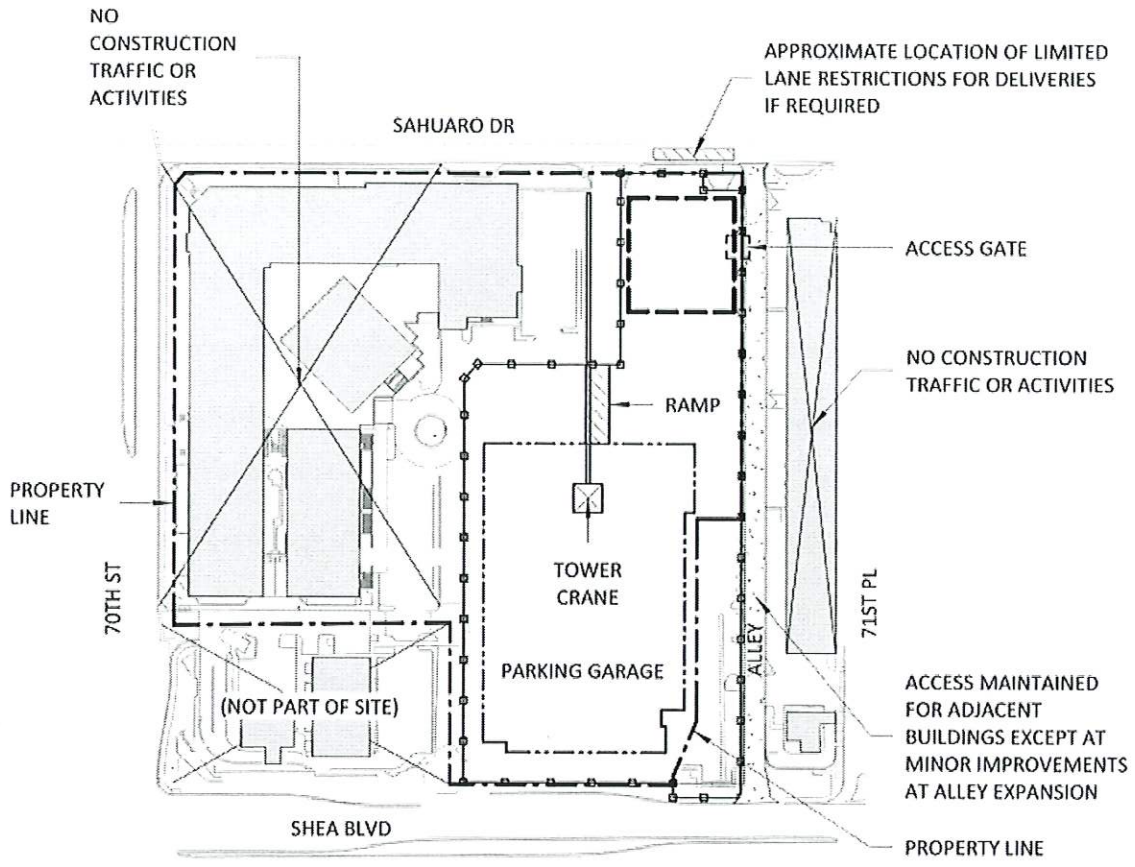 NO
CONSTRUCTION
TRAFFIC OR
ACTIVITIES
APPROXIMATE LOCATION OF LIMITED
LANE RESTRICTIONS FOR DELIVERIES
IF REQUIRED
SAHUARO DR
ACCESS GATE
NO CONSTRUCTION
TRAFFIC OR ACTIVITIES
RAMP
PROPERTY
LINE
70TH ST
TOWER
CRANE
PARKING GARAGE
ALLEY
71ST PL
(NOT PART OF SITE)
ACCESS MAINTAINED
FOR ADJACENT
BUILDINGS EXCEPT AT
MINOR IMPROVEMENTS
AT ALLEY EXPANSION
SHEA BLVD
PROPERTY LINE